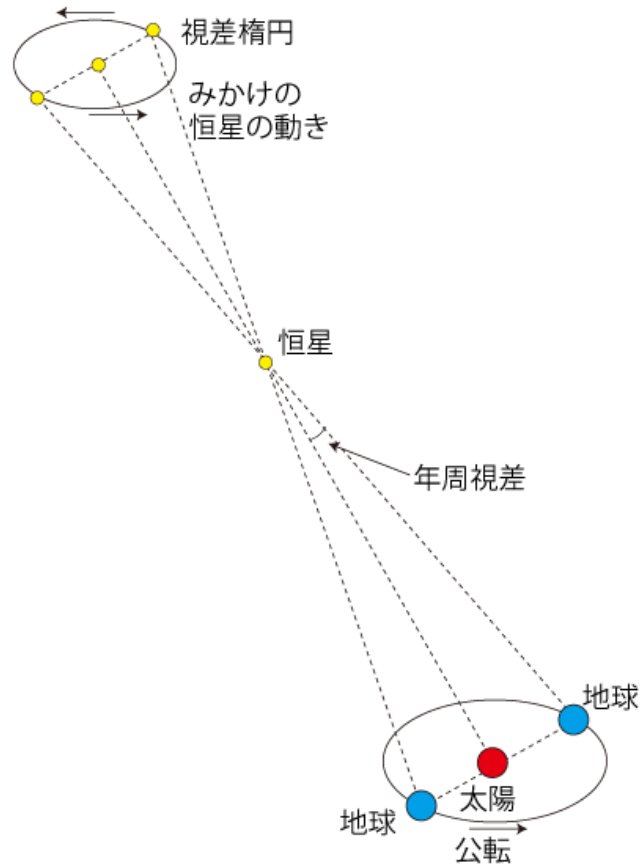 視差楕円
みかけの
恒星の動き
恒星
年周視差
地球
太陽
地球
公転